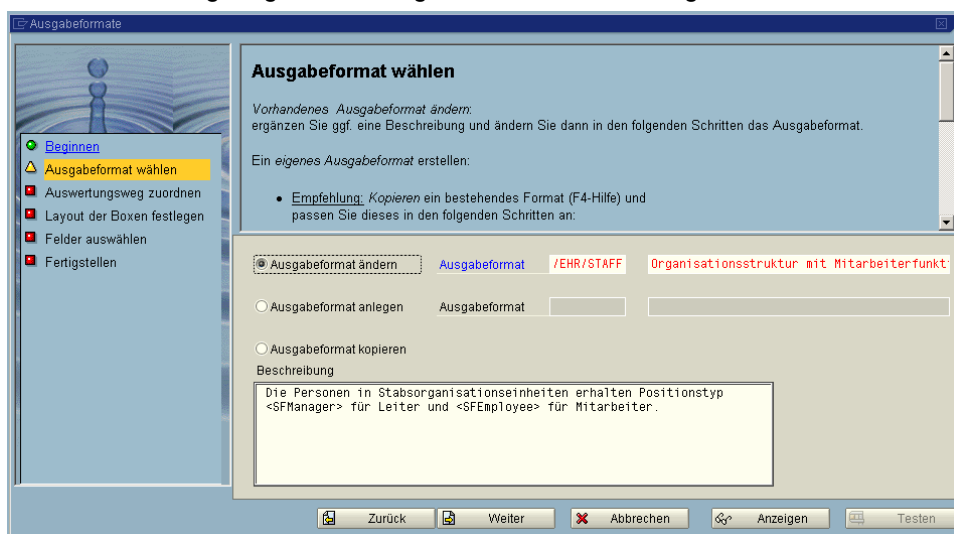 Ausgabeformate
Beginnen
Ausgabeformat wählen
Auswertungsweg zuordnen
Layout der Boxen festlegen
Felder auswählen
Fertigstellen
Ausgabeformat wählen
Vorhandenes Ausgabeformat ändern:
ergänzen Sie ggf. eine Beschreibung und ändern Sie dann in den folgenden Schritten das Ausgabeformat.
Ein eigenes Ausgabeformat erstellen:
• Empfehlung: Kopieren ein bestehendes Format (F4-Hilfe) und
passen Sie dieses in den folgenden Schritten an:
Ausgabeformat ändern Ausgabeformat /EHR/STAFF Organisationsstruktur mit Mitarbeiterfunkt
Ausgabeformat anlegen Ausgabeformat
Ausgabeformat kopieren
Beschreibung
Die Personen in Stabsorganisationseinheiten erhalten Positionstyp
<SFManager> für Leiter und <SFEmployee> für Mitarbeiter.
Zurück Weiter Abbrechen Anzeigen Testen